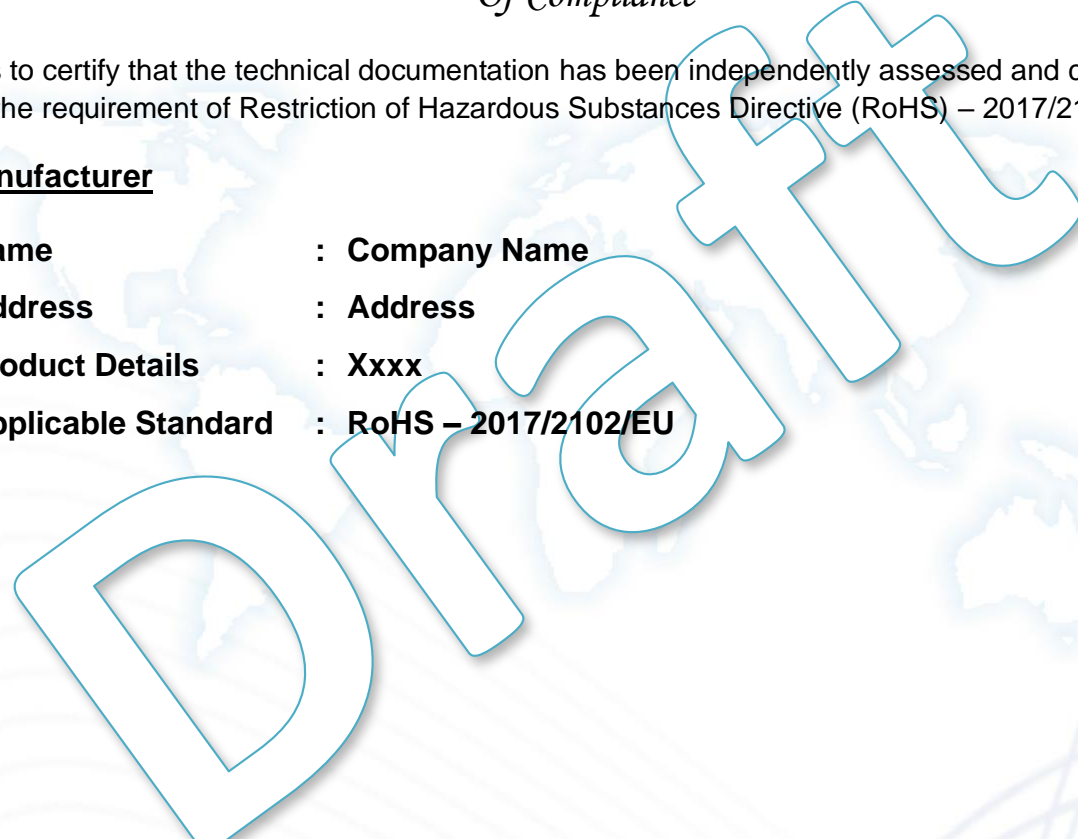 Of Compliance
s to certify that the technical documentation has been independently assessed and c
he requirement of Restriction of Hazardous Substances Directive (RoHS) – 2017/21
nufacturer
ame : Company Name
ddress : Address
oduct Details : Xxxx
pplicable Standard : RoHS – 2017/2102/EU
Draft